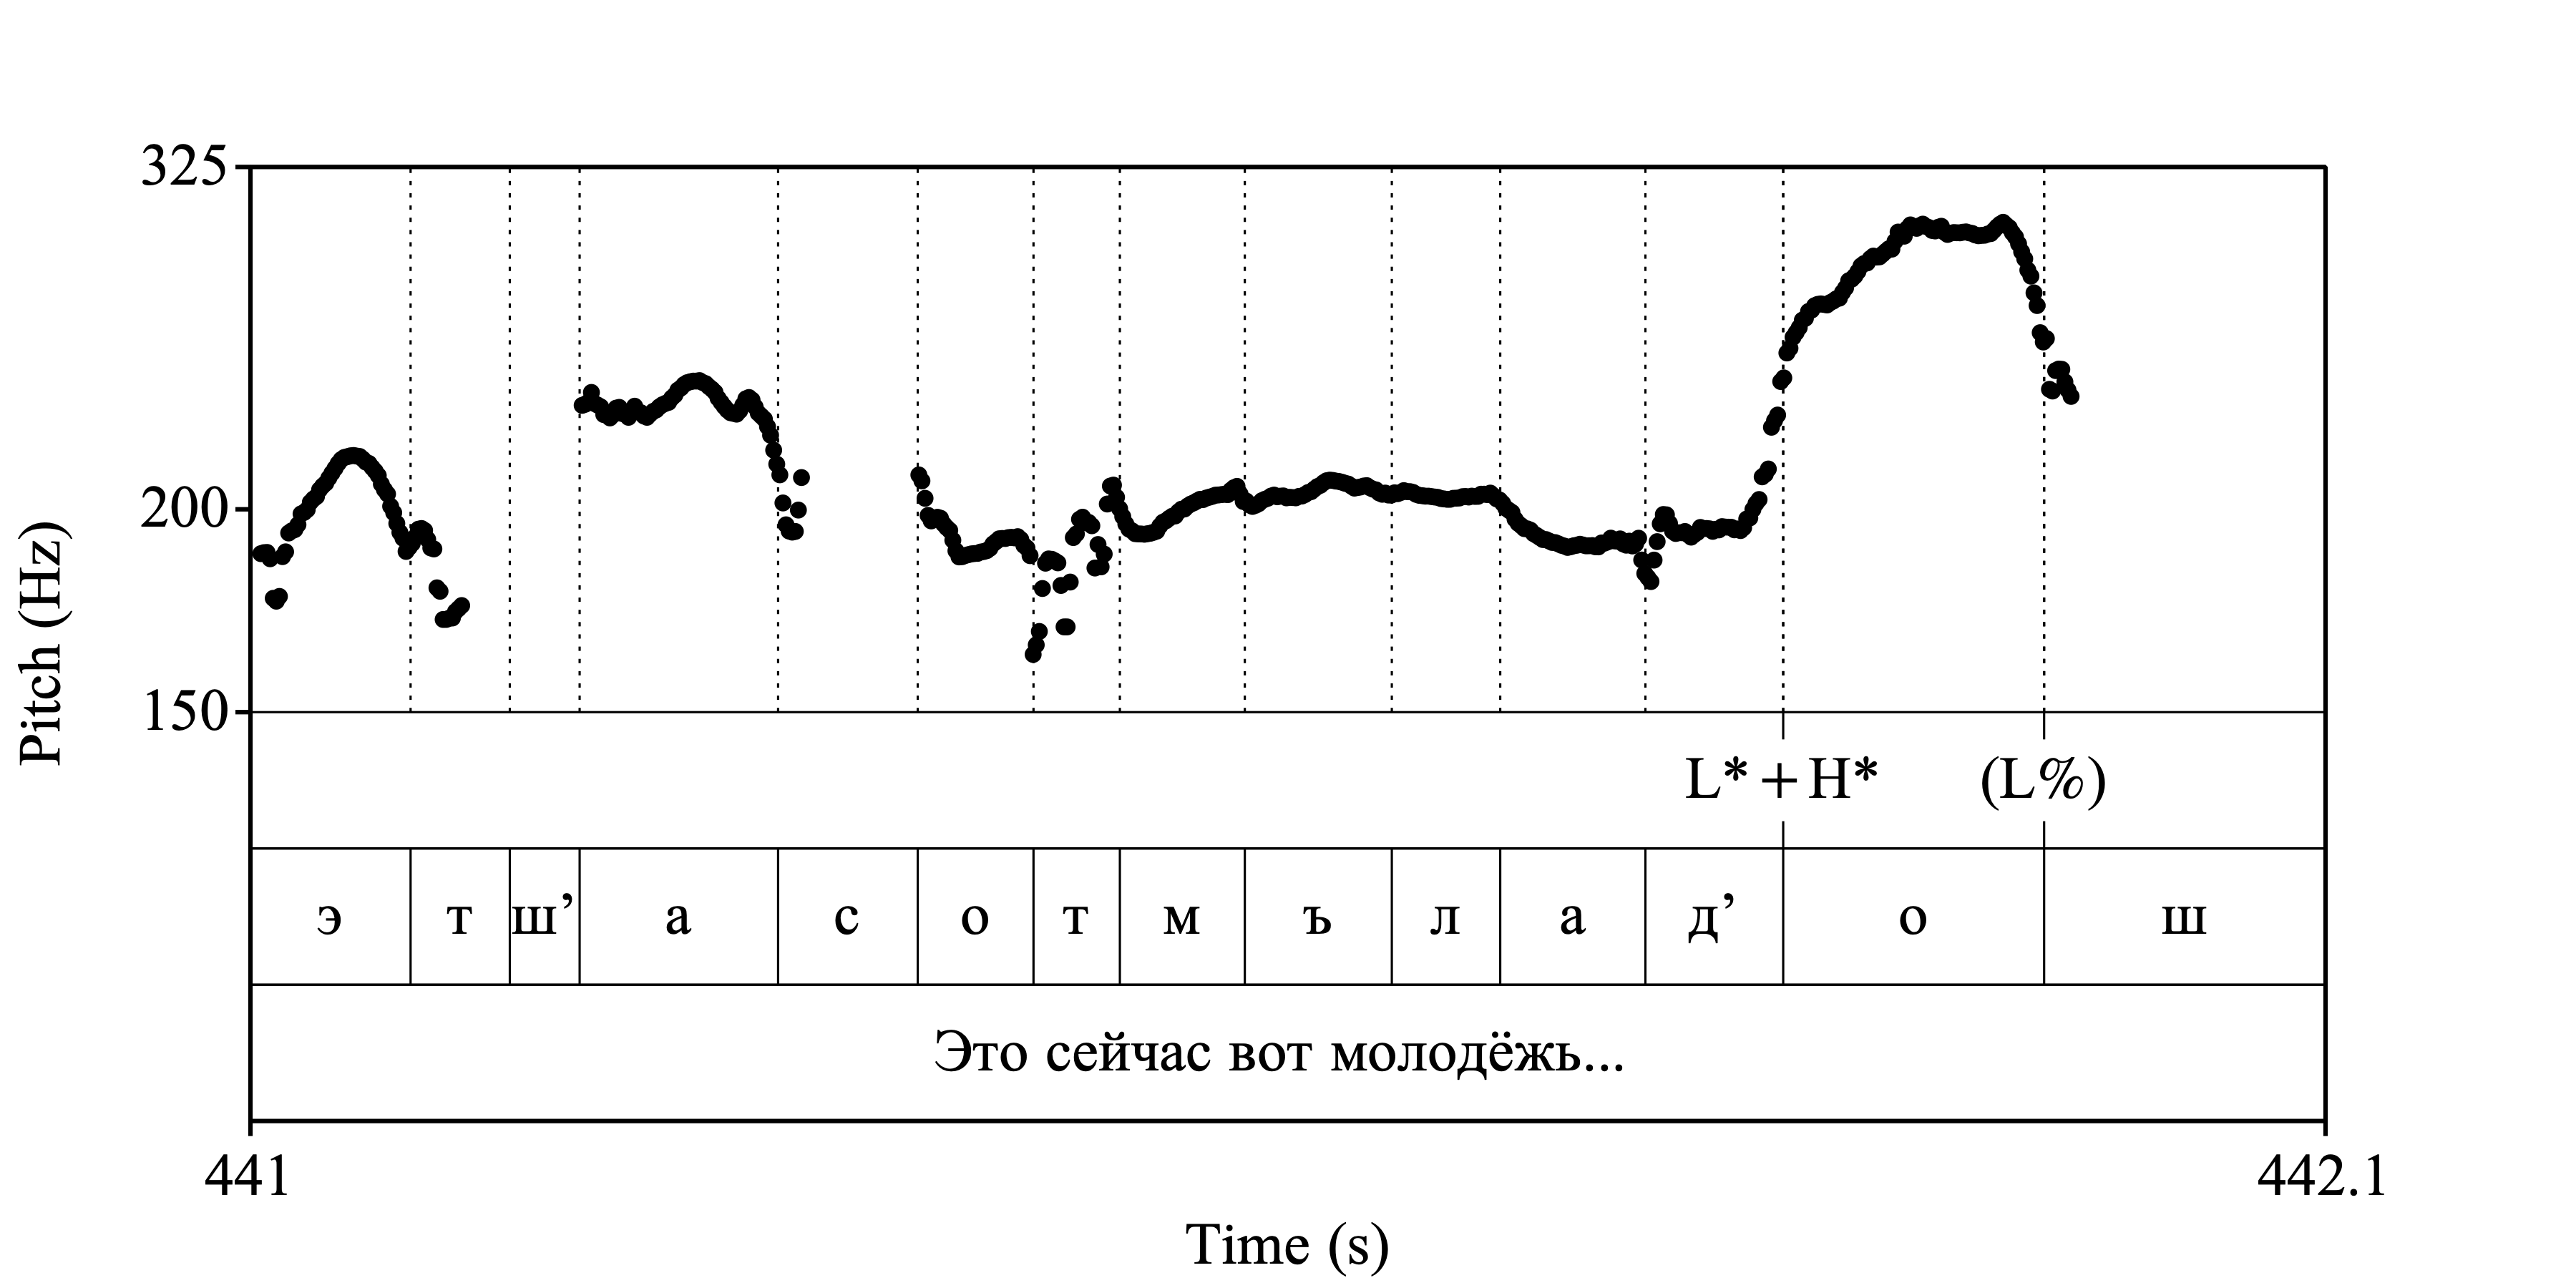 325
200
150
Pitch (Hz)
L*+H* (L%)
э т ш’ а с о т м ъ л а д’ о ш
Это сейчас вот молодёжь...
441 442.1
Time (s)